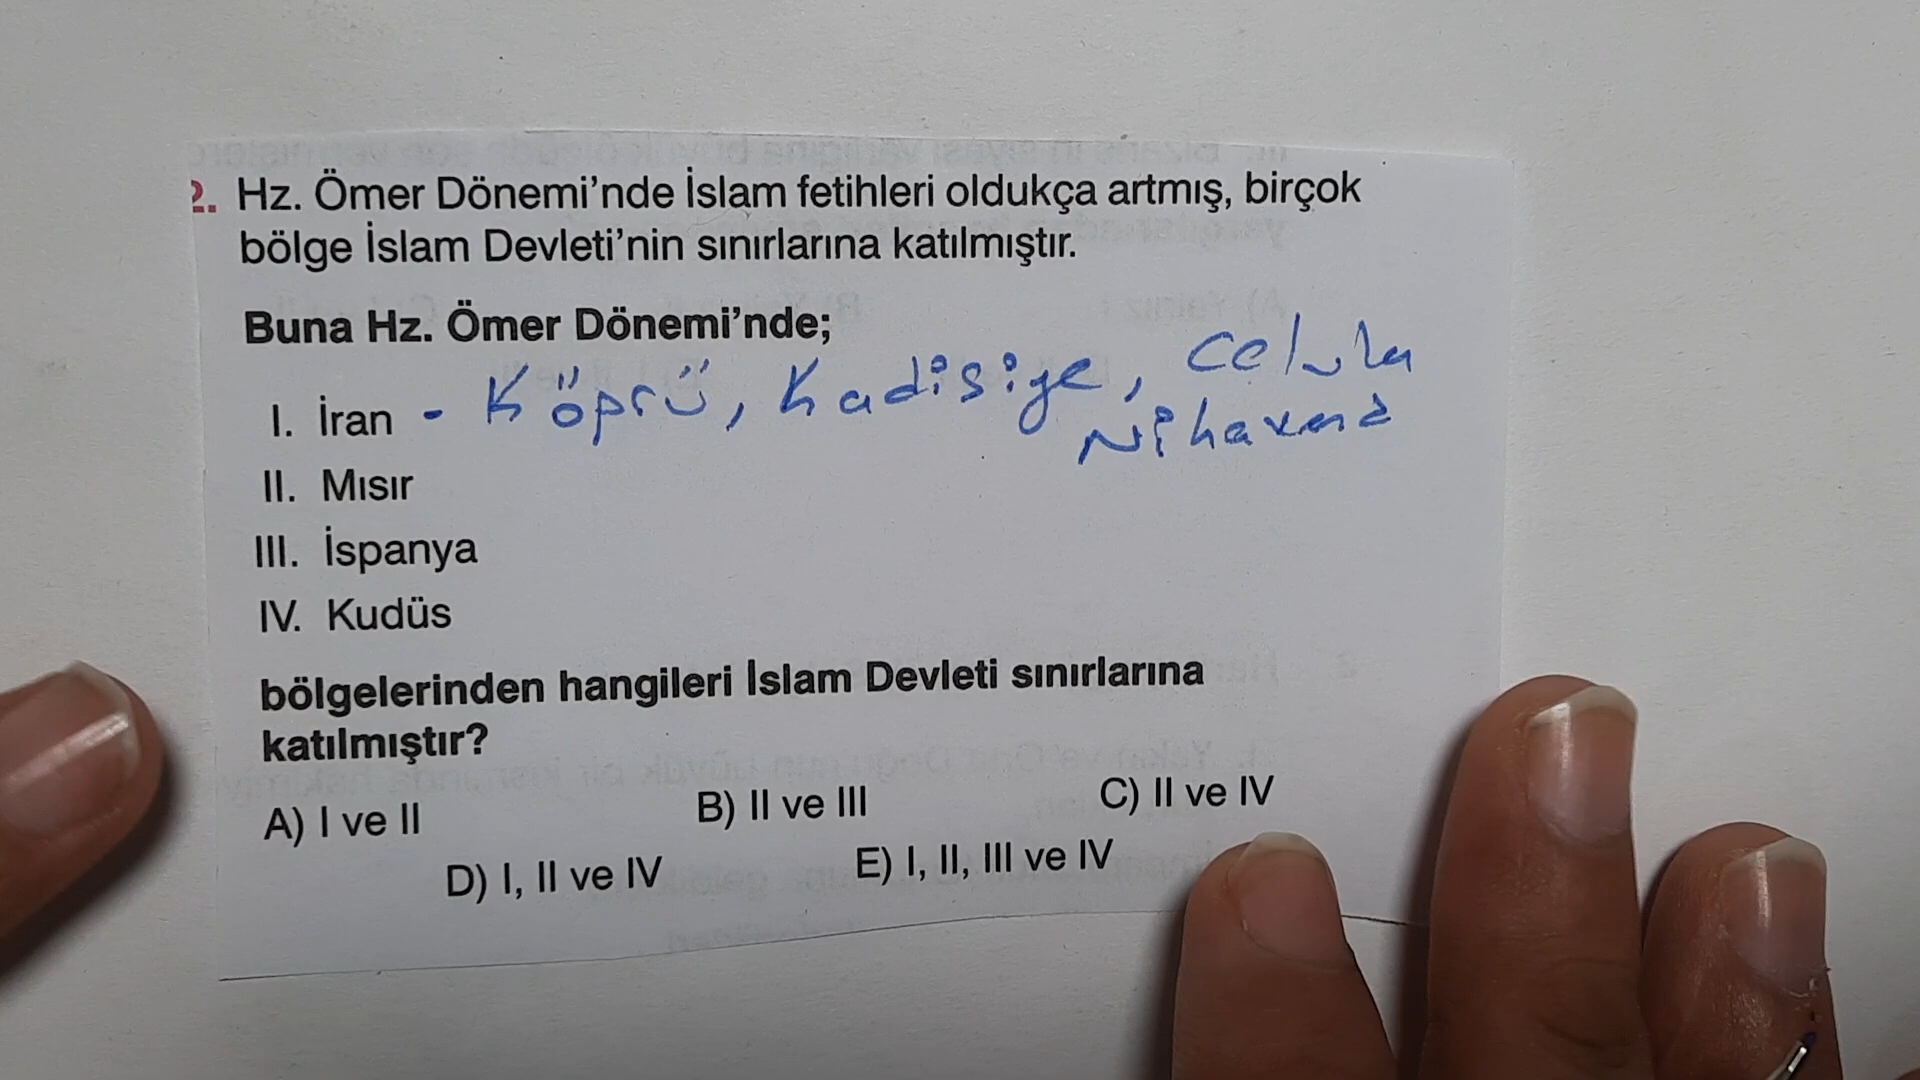 2. Hz. Ömer Dönemi'nde İslam fetihleri oldukça artmış, birçok
bölge İslam Devleti'nin sınırlarına katılmıştır.
Buna Hz. Ömer Dönemi'nde;
I. İran - Köprü, Kadisiye, Celula
Nihavend
II. Mısır
III. İspanya
IV. Kudüs
bölgelerinden hangileri İslam Devleti sınırlarına
katılmıştır?
A) I ve II B) II ve III C) II ve IV
D) I, II ve IV E) I, II, III ve IV